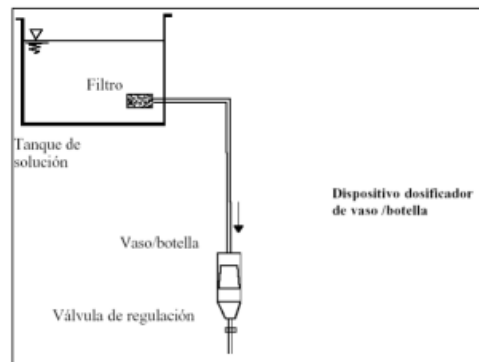 Filtro
Tanque de
solución
Dispositivo dosificador
de vaso /botella
Vaso/botella
Válvula de regulación